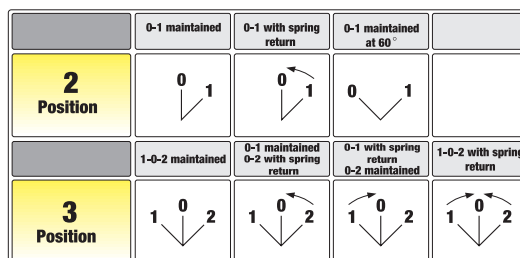 0-1 maintained 0-1 with spring return 0-1 maintained at 60°
2 Position
0 1 0 1 0 1
1-0-2 maintained 0-1 maintained 0-2 with spring return 0-1 with spring return 0-2 maintained 1-0-2 with spring return
3 Position
1 0 2 1 0 2 1 0 2 1 0 2